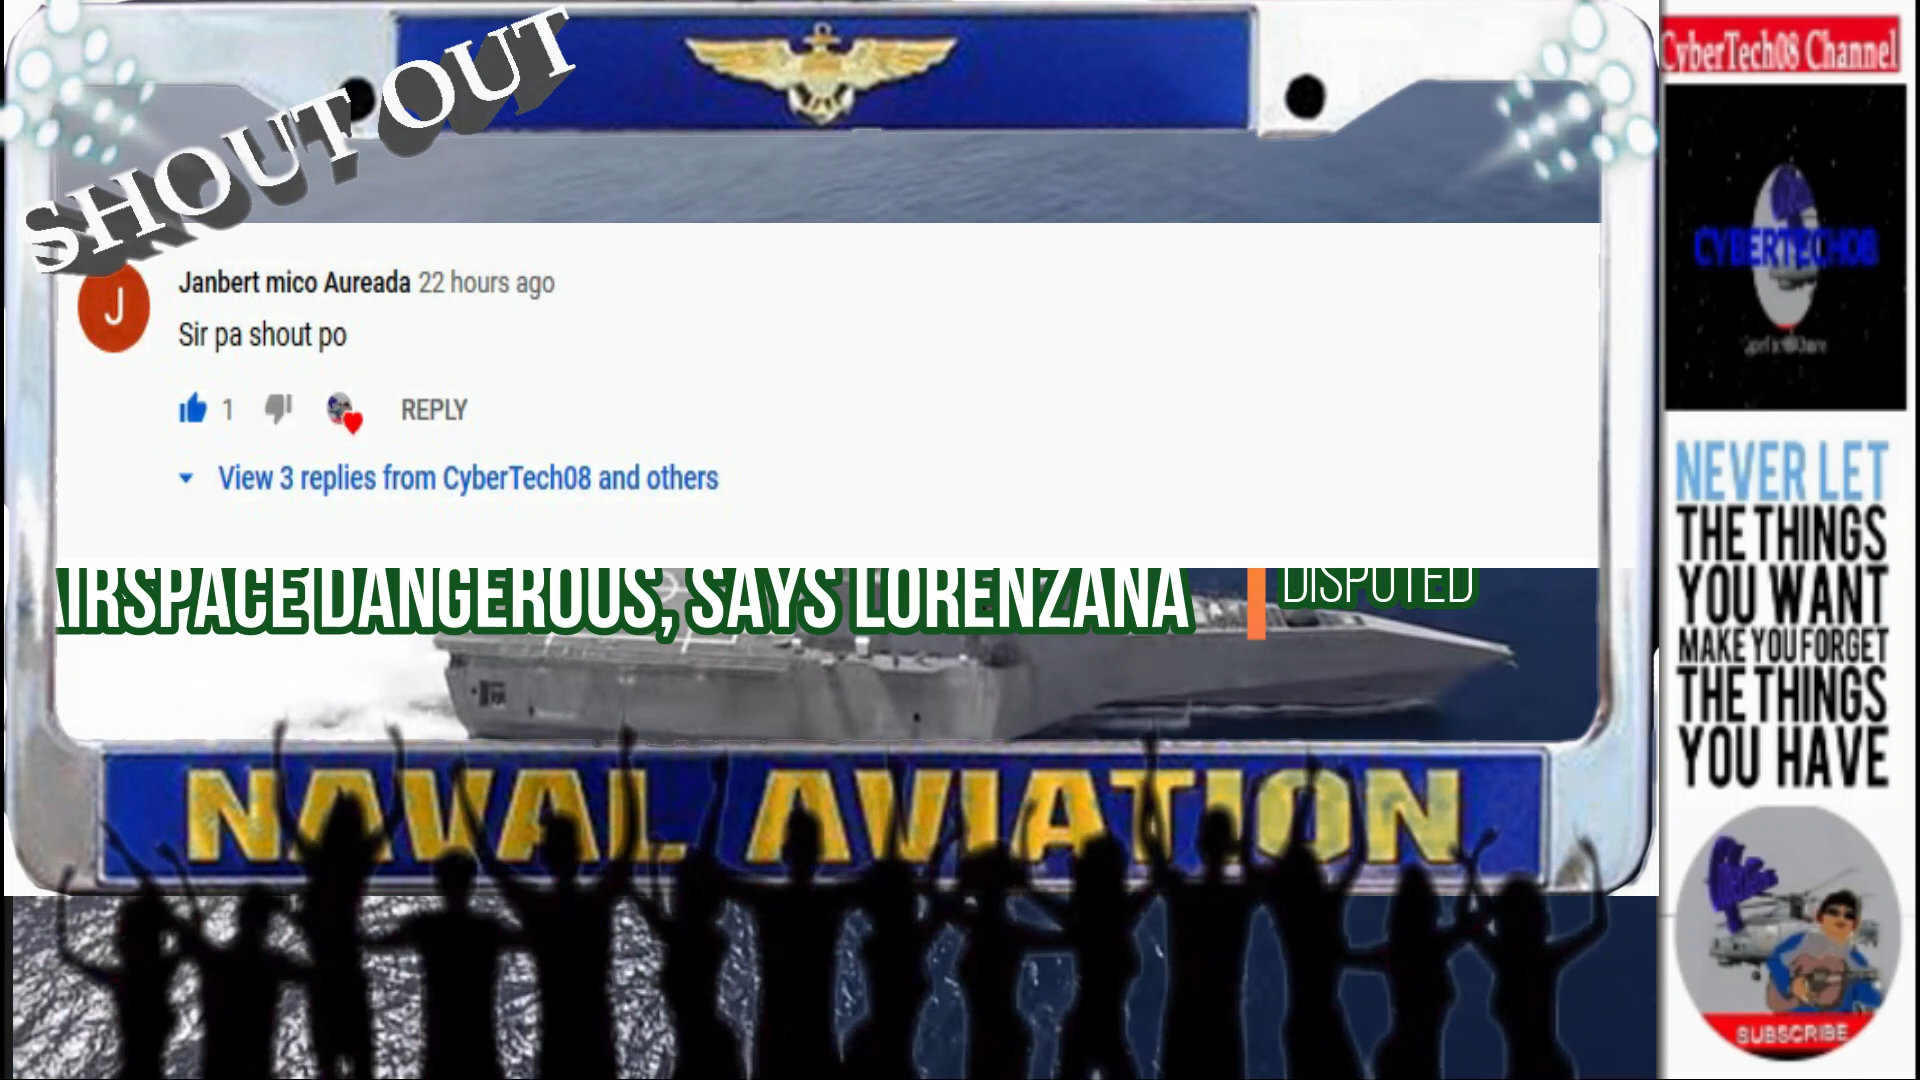 SHOUT OUT
Janbert mico Aureada 22 hours ago
Sir pa shout po
1 REPLY
View 3 replies from CyberTech08 and others
AIRSPACE DANGEROUS, SAYS LORENZANA
DISPUTED
NAVAL AVIATION
CyberTech08 Channel
CYBERTECH08
NEVER LET
THE THINGS
YOU WANT
MAKE YOU FORGET
THE THINGS
YOU HAVE
SUBSCRIBE